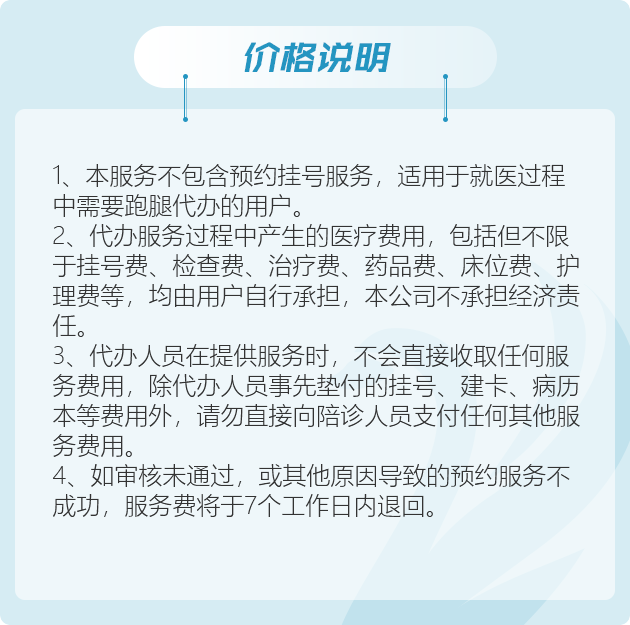 价格说明
1、本服务不包含预约挂号服务，适用于就医过程
中需要跑腿代办的用户。
2、代办服务过程中产生的医疗费用，包括但不限
于挂号费、检查费、治疗费、药品费、床位费、护
理费等，均由用户自行承担，本公司不承担经济责
任。
3、代办人员在提供服务时，不会直接收取任何服
务费用，除代办人员事先垫付的挂号、建卡、病历
本等费用外，请勿直接向陪诊人员支付任何其他服
务费用。
4、如审核未通过，或其他原因导致的预约服务不
成功，服务费将于7个工作日内退回。